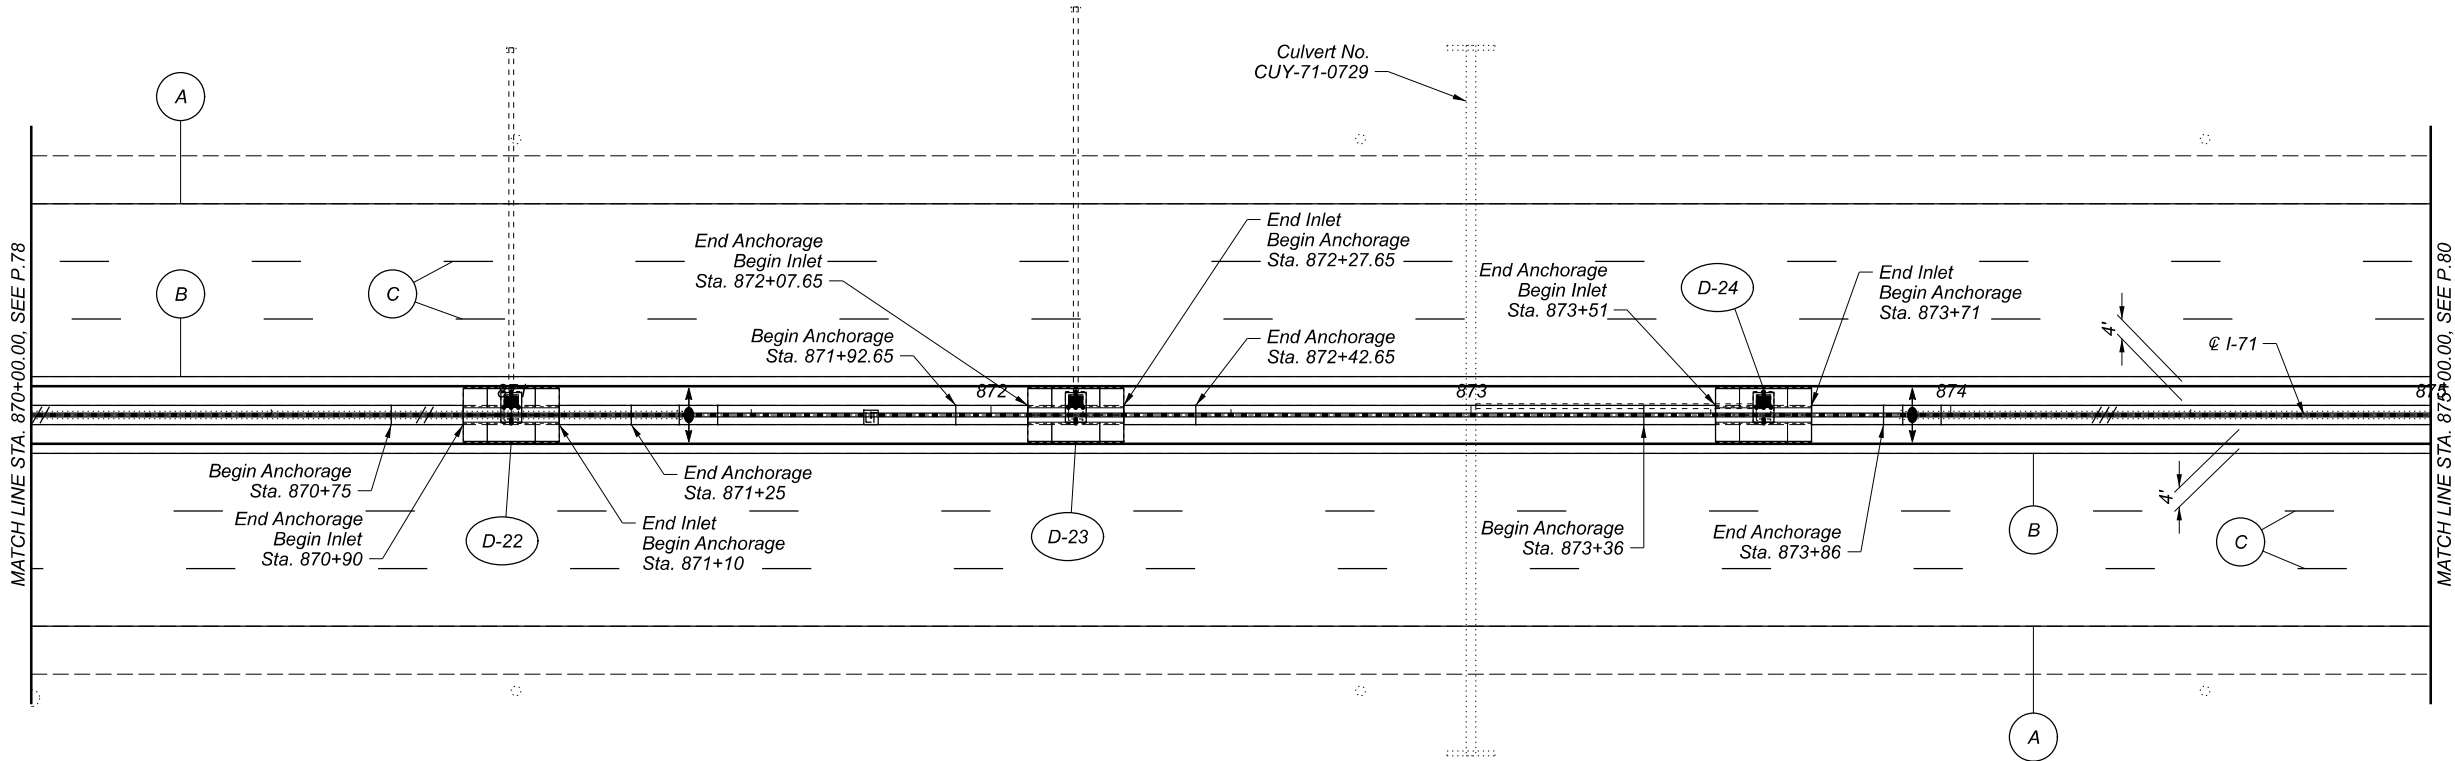 Culvert No.
CUY-71-0729
A
MATCH LINE STA. 870+00.00, SEE P.78
B
C
End Anchorage
Begin Inlet
Sta. 872+07.65
End Inlet
Begin Anchorage
Sta. 872+27.65
End Anchorage
Begin Inlet
Sta. 873+51
D-24
End Inlet
Begin Anchorage
Sta. 873+71
Begin Anchorage
Sta. 871+92.65
End Anchorage
Sta. 872+42.65
4'
℄ I-71
MATCH LINE STA. 875+00.00, SEE P.80
871
872
873
874
875
Begin Anchorage
Sta. 870+75
End Anchorage
Begin Inlet
Sta. 870+90
D-22
End Anchorage
Sta. 871+25
End Inlet
Begin Anchorage
Sta. 871+10
D-23
Begin Anchorage
Sta. 873+36
End Anchorage
Sta. 873+86
B
4'
C
A